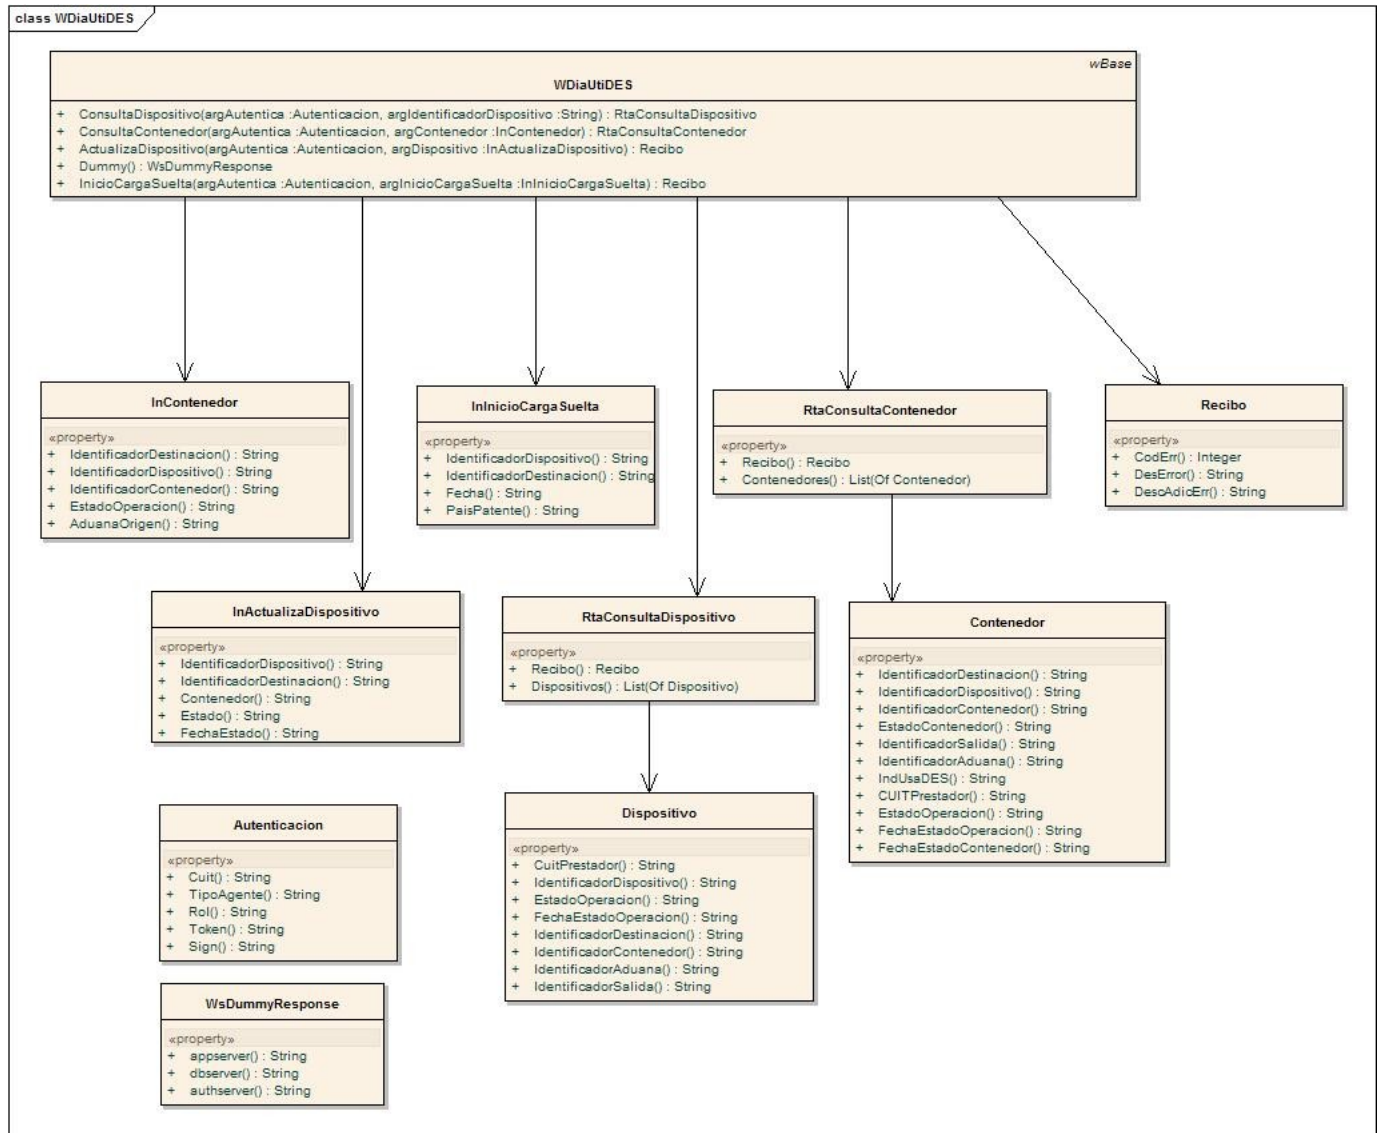 class WDiaUtiDES
wBase
WDiaUtiDES
+ ConsultaDispositivo(argAutentica :Autenticacion, argIdentificadorDispositivo :String) : RtaConsultaDispositivo
+ ConsultaContenedor(argAutentica :Autenticacion, argContenedor :InContenedor) : RtaConsultaContenedor
+ ActualizaDispositivo(argAutentica :Autenticacion, argDispositivo :InActualizaDispositivo) : Recibo
+ Dummy() : WsDummyResponse
+ InicioCargaSuelta(argAutentica :Autenticacion, argInicioCargaSuelta :InInicioCargaSuelta) : Recibo
InContenedor
«property»
+ IdentificadorDestinacion() : String
+ IdentificadorDispositivo() : String
+ IdentificadorContenedor() : String
+ EstadoOperacion() : String
+ AduanaOrigen() : String
InInicioCargaSuelta
«property»
+ IdentificadorDispositivo() : String
+ IdentificadorDestinacion() : String
+ Fecha() : String
+ PaisPatente() : String
RtaConsultaContenedor
«property»
+ Recibo() : Recibo
+ Contenedores() : List(Of Contenedor)
Recibo
«property»
+ CodErr() : Integer
+ DesError() : String
+ DescAdicErr() : String
InActualizaDispositivo
«property»
+ IdentificadorDispositivo() : String
+ IdentificadorDestinacion() : String
+ Contenedor() : String
+ Estado() : String
+ FechaEstado() : String
RtaConsultaDispositivo
«property»
+ Recibo() : Recibo
+ Dispositivos() : List(Of Dispositivo)
Contenedor
«property»
+ IdentificadorDestinacion() : String
+ IdentificadorDispositivo() : String
+ IdentificadorContenedor() : String
+ EstadoContenedor() : String
+ IdentificadorSalida() : String
+ IdentificadorAduana() : String
+ IndUsaDES() : String
+ CUITPrestador() : String
+ EstadoOperacion() : String
+ FechaEstadoOperacion() : String
+ FechaEstadoContenedor() : String
Autenticacion
«property»
+ Cuit() : String
+ TipoAgente() : String
+ Rol() : String
+ Token() : String
+ Sign() : String
Dispositivo
«property»
+ CuitPrestador() : String
+ IdentificadorDispositivo() : String
+ EstadoOperacion() : String
+ FechaEstadoOperacion() : String
+ IdentificadorDestinacion() : String
+ IdentificadorContenedor() : String
+ IdentificadorAduana() : String
+ IdentificadorSalida() : String
WsDummyResponse
«property»
+ appserver() : String
+ dbserver() : String
+ authserver() : String